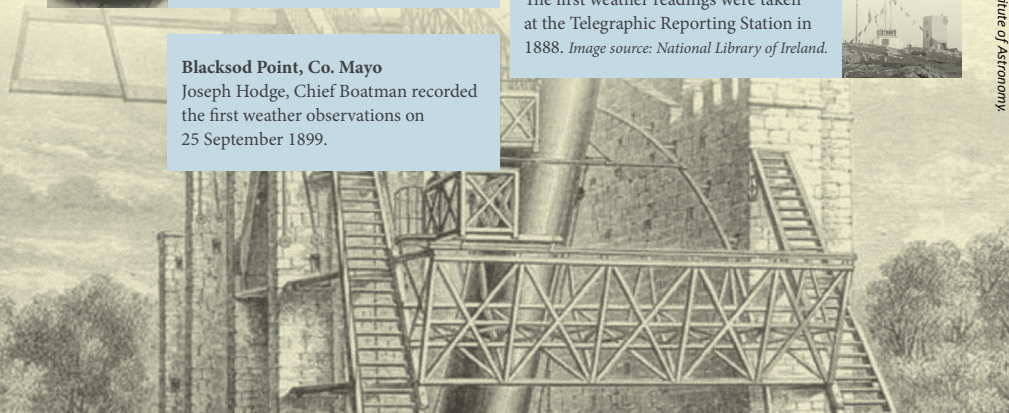 The first weather readings were taken
at the Telegraphic Reporting Station in
1888. Image source: National Library of Ireland.
Blacksod Point, Co. Mayo
Joseph Hodge, Chief Boatman recorded
the first weather observations on
25 September 1899.
of Astronomy.